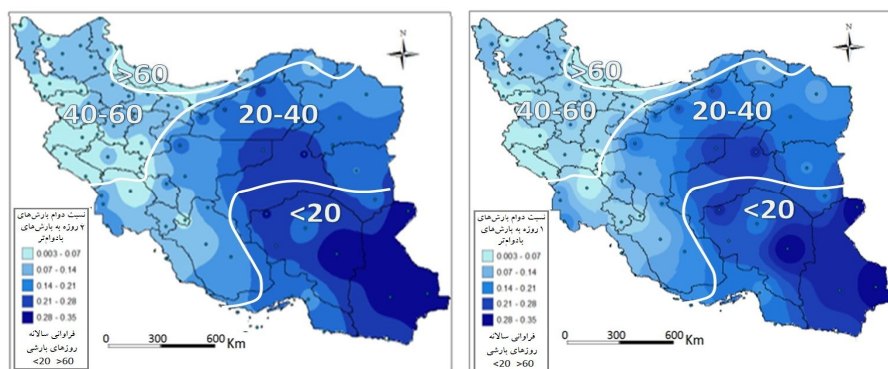 N
>60
40-60
20-40
<20
نسبت دوام بارش‌های
۲ روزه به بارش‌های
بادوام‌تر
0.003 - 0.07
0.07 - 0.14
0.14 - 0.21
0.21 - 0.28
0.28 - 0.35
فراوانی سالانه
روزهای بارشی
<20 >60
0 300 600
Km
N
>60
40-60
20-40
<20
نسبت دوام بارش‌های
۱ روزه به بارش‌های
بادوام‌تر
0.003 - 0.07
0.07 - 0.14
0.14 - 0.21
0.21 - 0.28
0.28 - 0.35
فراوانی سالانه
روزهای بارشی
<20 >60
0 300 600
Km